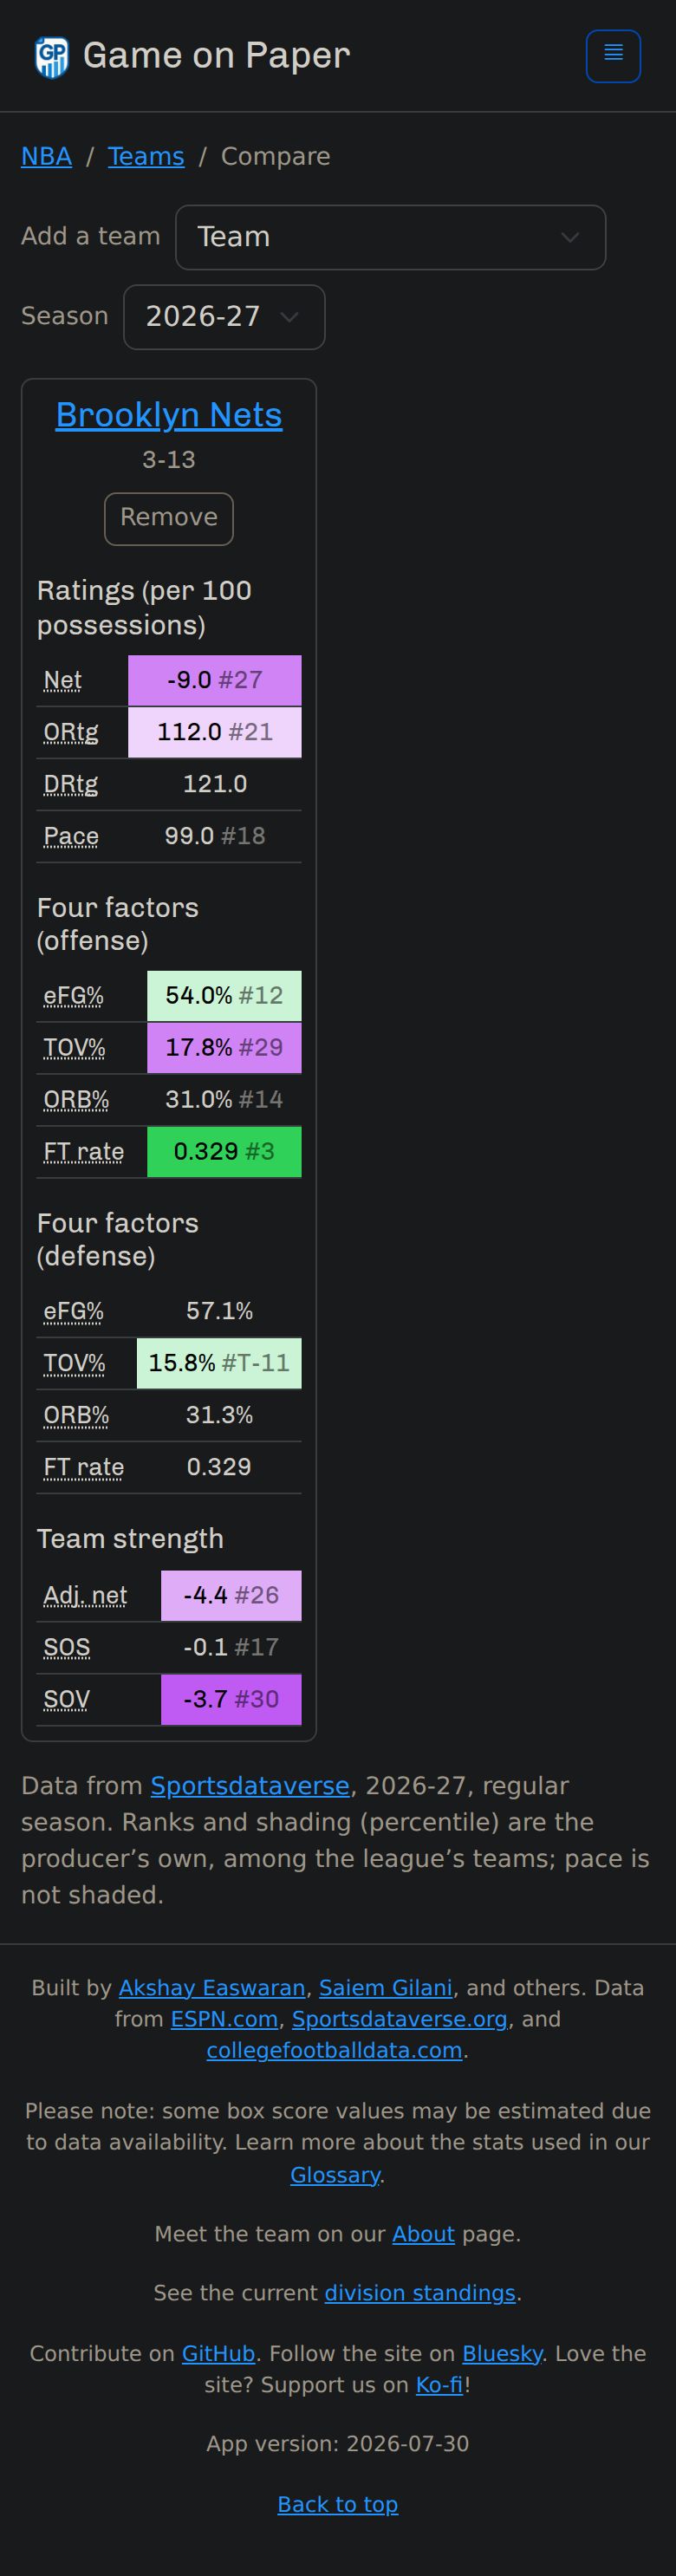 GP Game on Paper
NBA / Teams / Compare
Add a team Team
Season 2026-27
Brooklyn Nets
3-13
Remove
Ratings (per 100
possessions)
Net -9.0 #27
ORtg 112.0 #21
DRtg 121.0
Pace 99.0 #18
Four factors
(offense)
eFG% 54.0% #12
TOV% 17.8% #29
ORB% 31.0% #14
FT rate 0.329 #3
Four factors
(defense)
eFG% 57.1%
TOV% 15.8% #T-11
ORB% 31.3%
FT rate 0.329
Team strength
Adj. net -4.4 #26
SOS -0.1 #17
SOV -3.7 #30
Data from Sportsdataverse, 2026-27, regular
season. Ranks and shading (percentile) are the
producer’s own, among the league’s teams; pace is
not shaded.
Built by Akshay Easwaran, Saiem Gilani, and others. Data
from ESPN.com, Sportsdataverse.org, and
collegefootballdata.com.
Please note: some box score values may be estimated due
to data availability. Learn more about the stats used in our
Glossary.
Meet the team on our About page.
See the current division standings.
Contribute on GitHub. Follow the site on Bluesky. Love the
site? Support us on Ko-fi!
App version: 2026-07-30
Back to top